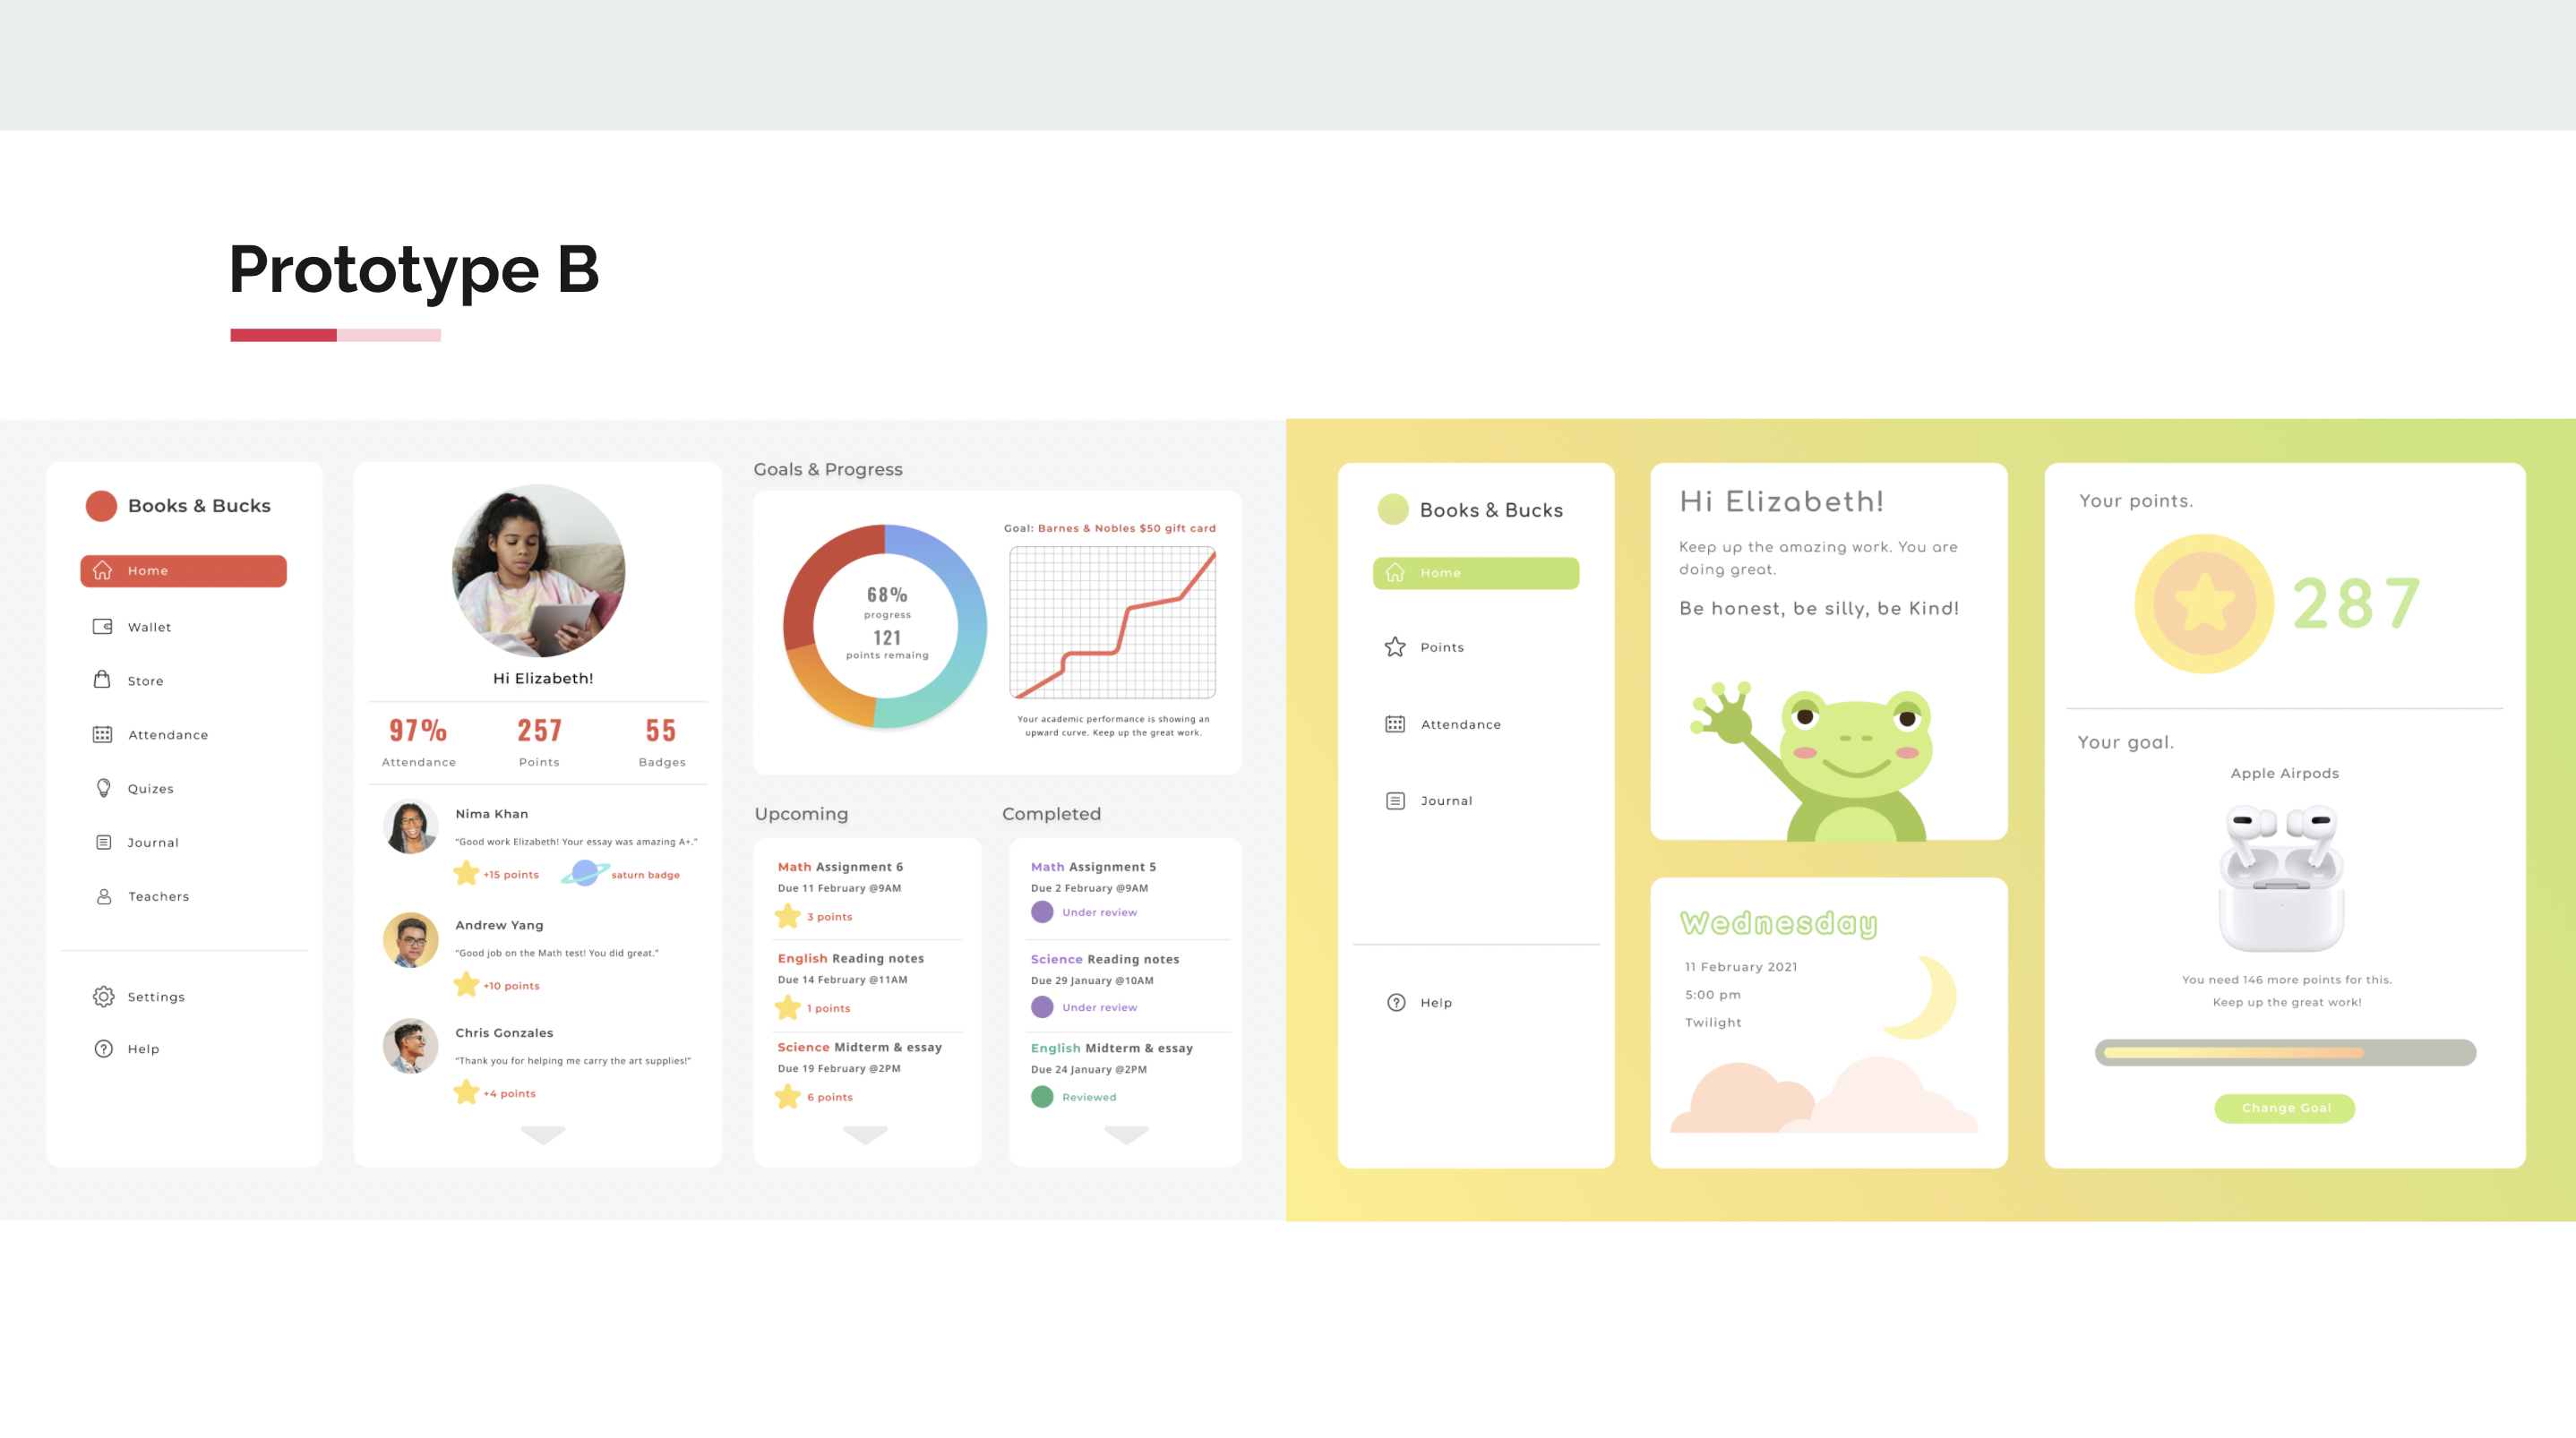 Prototype B
Books & Bucks
Home
Wallet
Store
Attendance
Quizes
Journal
Teachers
Settings
Help
Hi Elizabeth!
97%
Attendance
257
Points
55
Badges
Nima Khan
"Good work Elizabeth! Your essay was amazing A+."
+15 points
saturn badge
Andrew Yang
"Good job on the Math test! You did great."
+10 points
Chris Gonzales
"Thank you for helping me carry the art supplies!"
+4 points
Goals & Progress
68%
progress
121
points remaing
Goal: Barnes & Nobles $50 gift card
Your academic performance is showing an
upward curve. Keep up the great work.
Upcoming
Math Assignment 6
Due 11 February @9AM
3 points
English Reading notes
Due 14 February @11AM
1 points
Science Midterm & essay
Due 19 February @2PM
6 points
Completed
Math Assignment 5
Due 2 February @9AM
Under review
Science Reading notes
Due 29 January @10AM
Under review
English Midterm & essay
Due 24 January @2PM
Reviewed
Books & Bucks
Home
Points
Attendance
Journal
Help
Hi Elizabeth!
Keep up the amazing work. You are
doing great.
Be honest, be silly, be Kind!
Wednesday
11 February 2021
5:00 pm
Twilight
Your points.
287
Your goal.
Apple Airpods
You need 146 more points for this.
Keep up the great work!
Change Goal